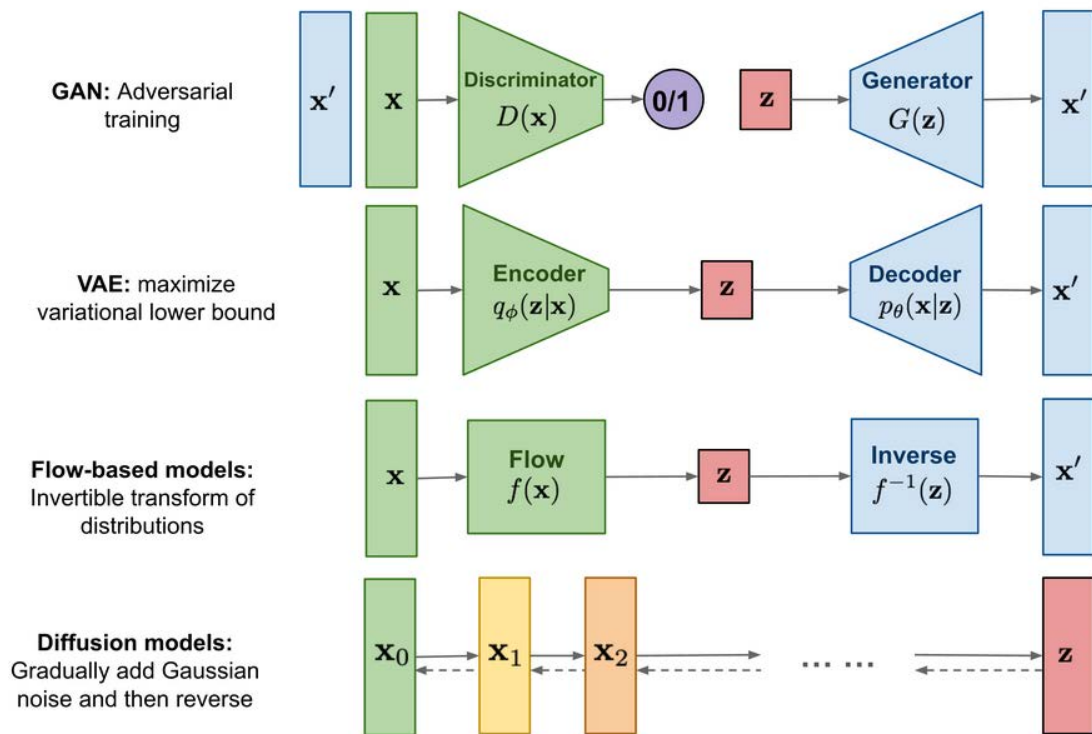 GAN: Adversarial
training
x′
x
Discriminator
D(x)
0/1
z
Generator
G(z)
x′
VAE: maximize
variational lower bound
x
Encoder
qϕ(z|x)
z
Decoder
pθ(x|z)
x′
Flow-based models:
Invertible transform of
distributions
x
Flow
f(x)
z
Inverse
f⁻¹(z)
x′
Diffusion models:
Gradually add Gaussian
noise and then reverse
x₀
x₁
x₂
... ...
z